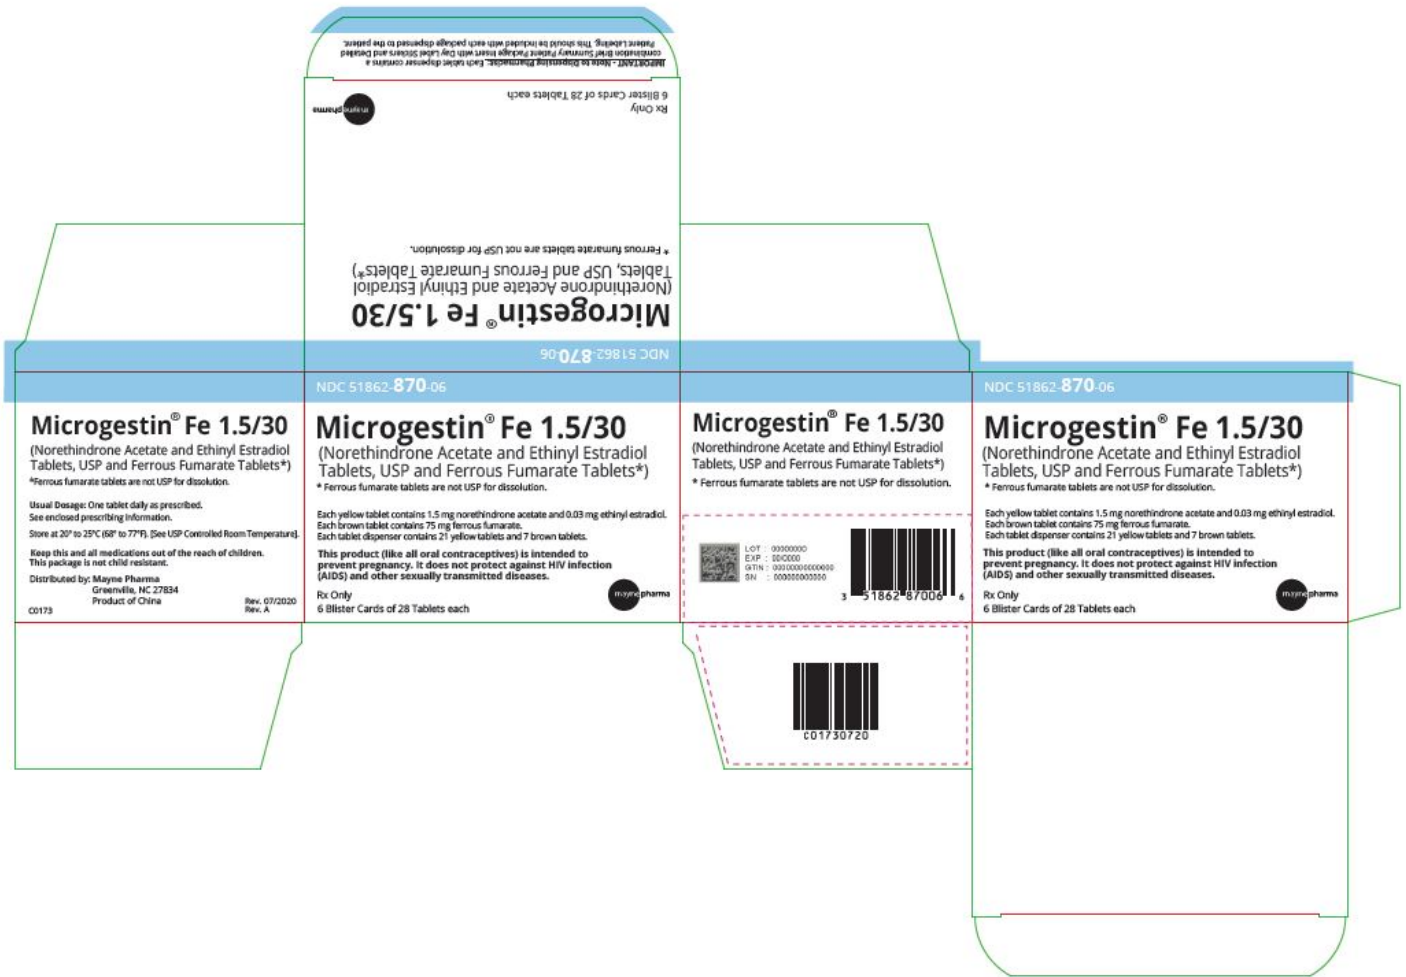 IMPORTANT - Note to Dispensing Pharmacist: Each tablet dispenser contains a
combination Brief Summary Patient Package Insert with Day Label Stickers and Detailed
Patient Labeling. This should be included with each package dispensed to the patient.
Rx Only
6 Blister Cards of 28 Tablets each
mayne pharma
Microgestin® Fe 1.5/30
(Norethindrone Acetate and Ethinyl Estradiol
Tablets, USP and Ferrous Fumarate Tablets*)
* Ferrous fumarate tablets are not USP for dissolution.
NDC 51862-870-06
Microgestin® Fe 1.5/30
(Norethindrone Acetate and Ethinyl Estradiol
Tablets, USP and Ferrous Fumarate Tablets*)
*Ferrous fumarate tablets are not USP for dissolution.
Usual Dosage: One tablet daily as prescribed.
See enclosed prescribing information.
Store at 20° to 25°C (68° to 77°F). [See USP Controlled Room Temperature].
Keep this and all medications out of the reach of children.
This package is not child resistant.
Distributed by: Mayne Pharma
Greenville, NC 27834
Product of China
C0173
Rev. 07/2020
Rev. A
NDC 51862-870-06
Microgestin® Fe 1.5/30
(Norethindrone Acetate and Ethinyl Estradiol
Tablets, USP and Ferrous Fumarate Tablets*)
* Ferrous fumarate tablets are not USP for dissolution.
Each yellow tablet contains 1.5 mg norethindrone acetate and 0.03 mg ethinyl estradiol.
Each brown tablet contains 75 mg ferrous fumarate.
Each tablet dispenser contains 21 yellow tablets and 7 brown tablets.
This product (like all oral contraceptives) is intended to
prevent pregnancy. It does not protect against HIV infection
(AIDS) and other sexually transmitted diseases.
Rx Only
6 Blister Cards of 28 Tablets each
mayne pharma
Microgestin® Fe 1.5/30
(Norethindrone Acetate and Ethinyl Estradiol
Tablets, USP and Ferrous Fumarate Tablets*)
* Ferrous fumarate tablets are not USP for dissolution.
LOT :
EXP :
GTIN : 00000000000000
SN : 000000000000
3 51862 87006 6
C01730720
NDC 51862-870-06
Microgestin® Fe 1.5/30
(Norethindrone Acetate and Ethinyl Estradiol
Tablets, USP and Ferrous Fumarate Tablets*)
* Ferrous fumarate tablets are not USP for dissolution.
Each yellow tablet contains 1.5 mg norethindrone acetate and 0.03 mg ethinyl estradiol.
Each brown tablet contains 75 mg ferrous fumarate.
Each tablet dispenser contains 21 yellow tablets and 7 brown tablets.
This product (like all oral contraceptives) is intended to
prevent pregnancy. It does not protect against HIV infection
(AIDS) and other sexually transmitted diseases.
Rx Only
6 Blister Cards of 28 Tablets each
mayne pharma